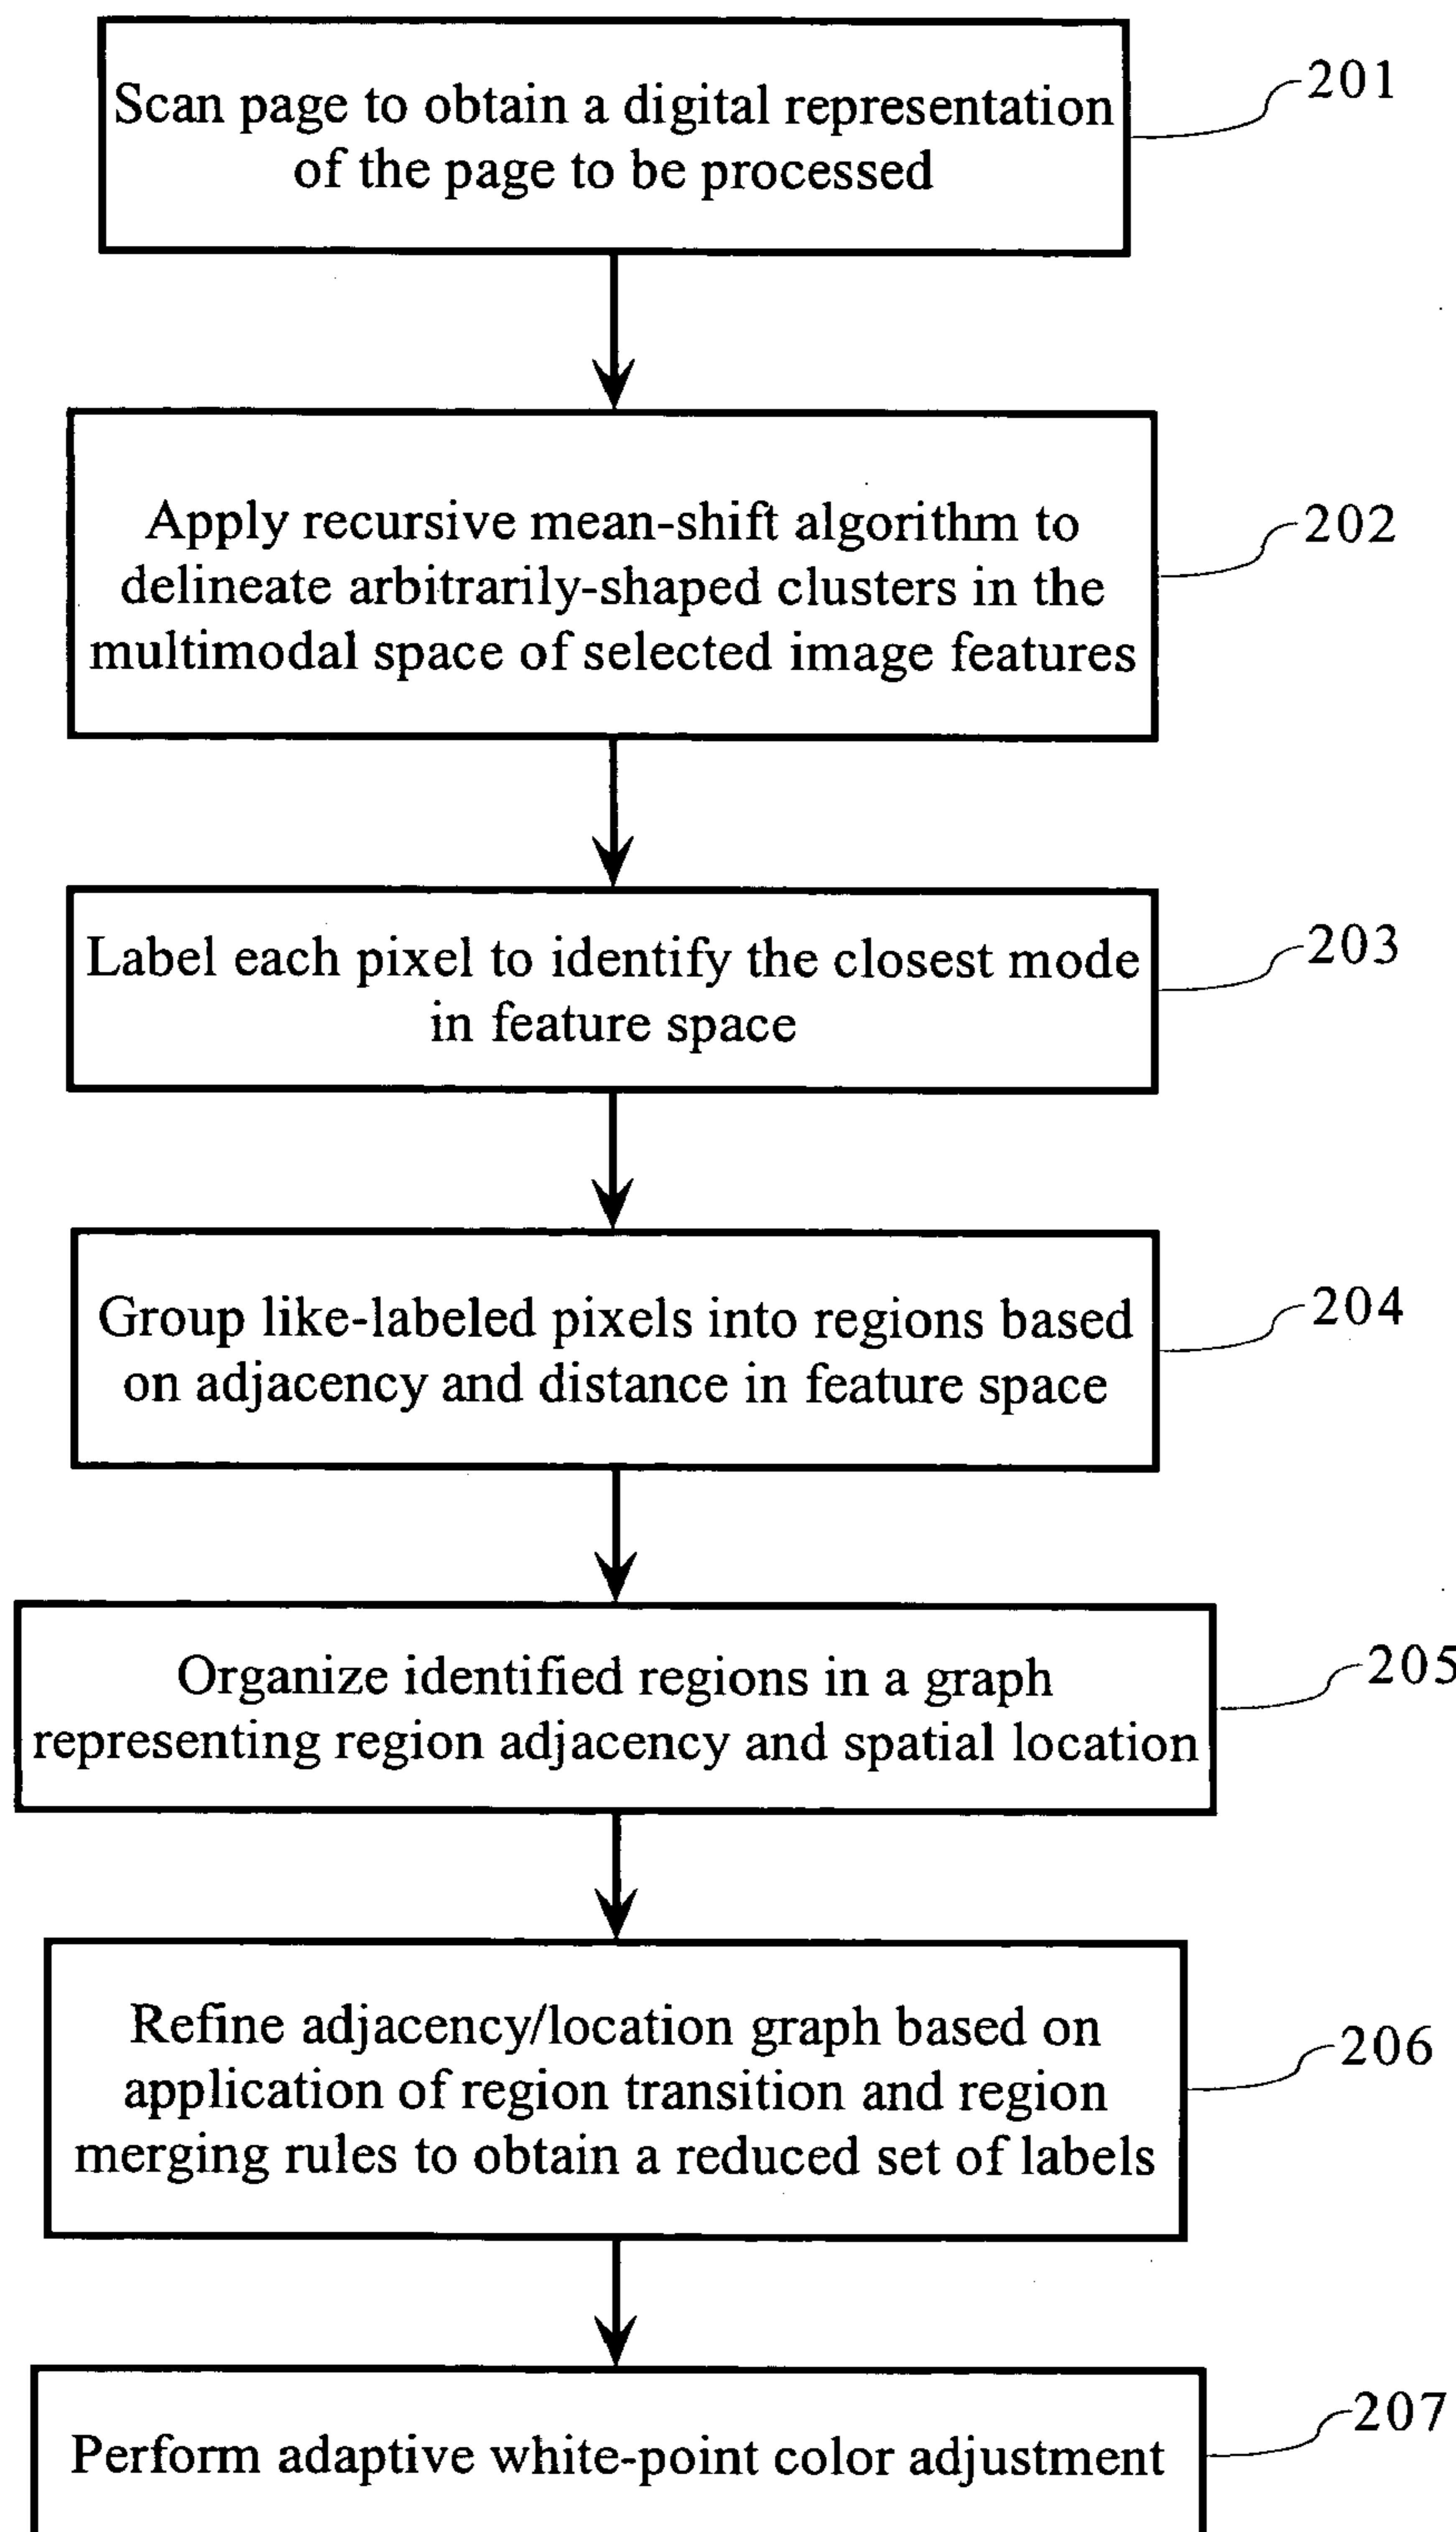 Scan page to obtain a digital representation
of the page to be processed
201
Apply recursive mean-shift algorithm to
delineate arbitrarily-shaped clusters in the
multimodal space of selected image features
202
Label each pixel to identify the closest mode
in feature space
203
Group like-labeled pixels into regions based
on adjacency and distance in feature space
204
Organize identified regions in a graph
representing region adjacency and spatial location
205
Refine adjacency/location graph based on
application of region transition and region
merging rules to obtain a reduced set of labels
206
Perform adaptive white-point color adjustment
207